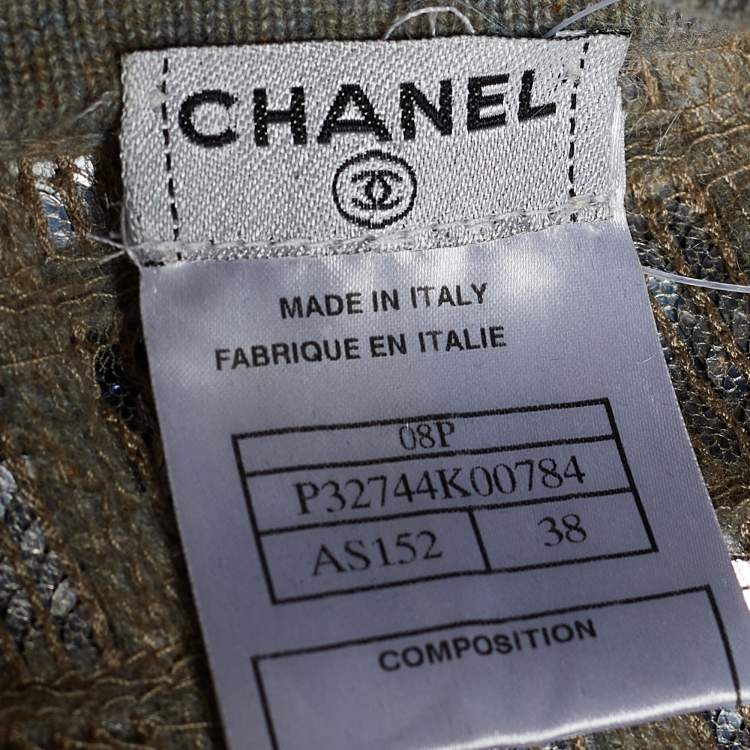 CHANEL
MADE IN ITALY
FABRIQUE EN ITALIE
08P
P32744K00784
AS152 38
COMPOSITION